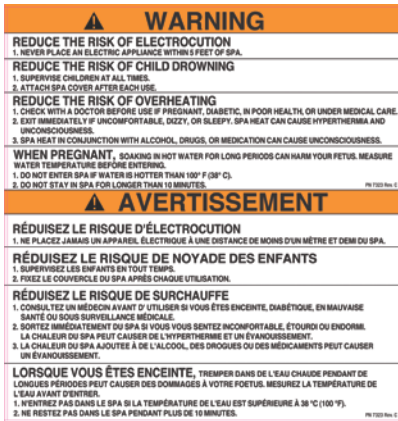 WARNING
REDUCE THE RISK OF ELECTROCUTION
1. NEVER PLACE AN ELECTRIC APPLIANCE WITHIN 5 FEET OF SPA.
REDUCE THE RISK OF CHILD DROWNING
1. SUPERVISE CHILDREN AT ALL TIMES.
2. ATTACH SPA COVER AFTER EACH USE.
REDUCE THE RISK OF OVERHEATING
1. CHECK WITH A DOCTOR BEFORE USE IF PREGNANT, DIABETIC, IN POOR HEALTH, OR UNDER MEDICAL CARE.
2. EXIT IMMEDIATELY IF UNCOMFORTABLE, DIZZY, OR SLEEPY. SPA HEAT CAN CAUSE HYPERTHERMIA AND
UNCONSCIOUSNESS.
3. SPA HEAT IN CONJUNCTION WITH ALCOHOL, DRUGS, OR MEDICATION CAN CAUSE UNCONSCIOUSNESS.
WHEN PREGNANT, SOAKING IN HOT WATER FOR LONG PERIODS CAN HARM YOUR FETUS. MEASURE
WATER TEMPERATURE BEFORE ENTERING.
1. DO NOT ENTER SPA IF WATER IS HOTTER THAN 100° F (38° C).
2. DO NOT STAY IN SPA FOR LONGER THAN 10 MINUTES.
PN 7323 Rev. C
AVERTISSEMENT
RÉDUISEZ LE RISQUE D'ÉLECTROCUTION
1. NE PLACEZ JAMAIS UN APPAREIL ÉLECTRIQUE À UNE DISTANCE DE MOINS D'UN MÈTRE ET DEMI DU SPA.
RÉDUISEZ LE RISQUE DE NOYADE DES ENFANTS
1. SUPERVISEZ LES ENFANTS EN TOUT TEMPS.
2. FIXEZ LE COUVERCLE DU SPA APRÈS CHAQUE UTILISATION.
RÉDUISEZ LE RISQUE DE SURCHAUFFE
1. CONSULTEZ UN MÉDECIN AVANT D' UTILISER SI VOUS ÊTES ENCEINTE, DIABÉTIQUE, EN MAUVAISE
SANTÉ OU SOUS SURVEILLANCE MÉDICALE.
2. SORTEZ IMMÉDIATEMENT DU SPA SI VOUS VOUS SENTEZ INCONFORTABLE, ÉTOURDI OU ENDORMI.
LA CHALEUR DU SPA PEUT CAUSER DE L'HYPERTHERMIE ET UN ÉVANOUISSEMENT.
3. LA CHALEUR DU SPA AJOUTÉE À DE L'ALCOOL, DES DROGUES OU DES MÉDICAMENTS PEUT CAUSER
UN ÉVANOUISSEMENT.
LORSQUE VOUS ÊTES ENCEINTE, TREMPER DANS DE L'EAU CHAUDE PENDANT DE
LONGUES PÉRIODES PEUT CAUSER DES DOMMAGES À VOTRE FOETUS. MESUREZ LA TEMPÉRATURE DE
L'EAU AVANT D'ENTRER.
1. N'ENTREZ PAS DANS LE SPA SI LA TEMPÉRATURE DE L'EAU EST SUPÉRIEURE À 38 °C (100 °F).
2. NE RESTEZ PAS DANS LE SPA PENDANT PLUS DE 10 MINUTES.
PN 7323 Rev. C